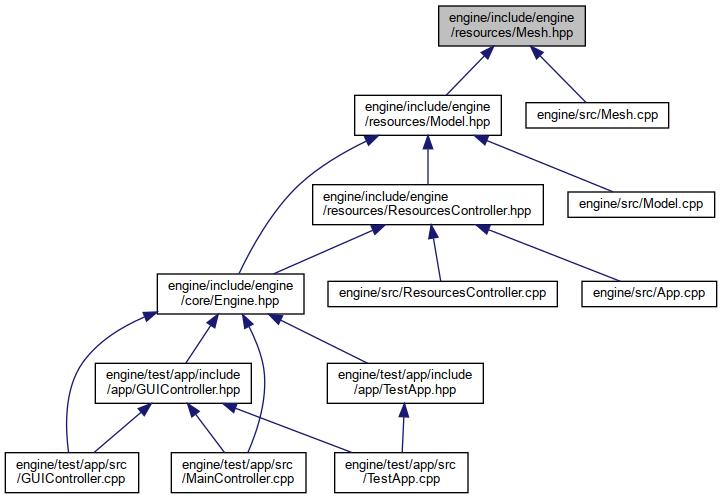 engine/include/engine
/resources/Mesh.hpp
engine/include/engine
/resources/Model.hpp
engine/src/Mesh.cpp
engine/include/engine
/resources/ResourcesController.hpp
engine/src/Model.cpp
engine/include/engine
/core/Engine.hpp
engine/src/ResourcesController.cpp
engine/src/App.cpp
engine/test/app/include
/app/GUIController.hpp
engine/test/app/include
/app/TestApp.hpp
engine/test/app/src
/GUIController.cpp
engine/test/app/src
/MainController.cpp
engine/test/app/src
/TestApp.cpp